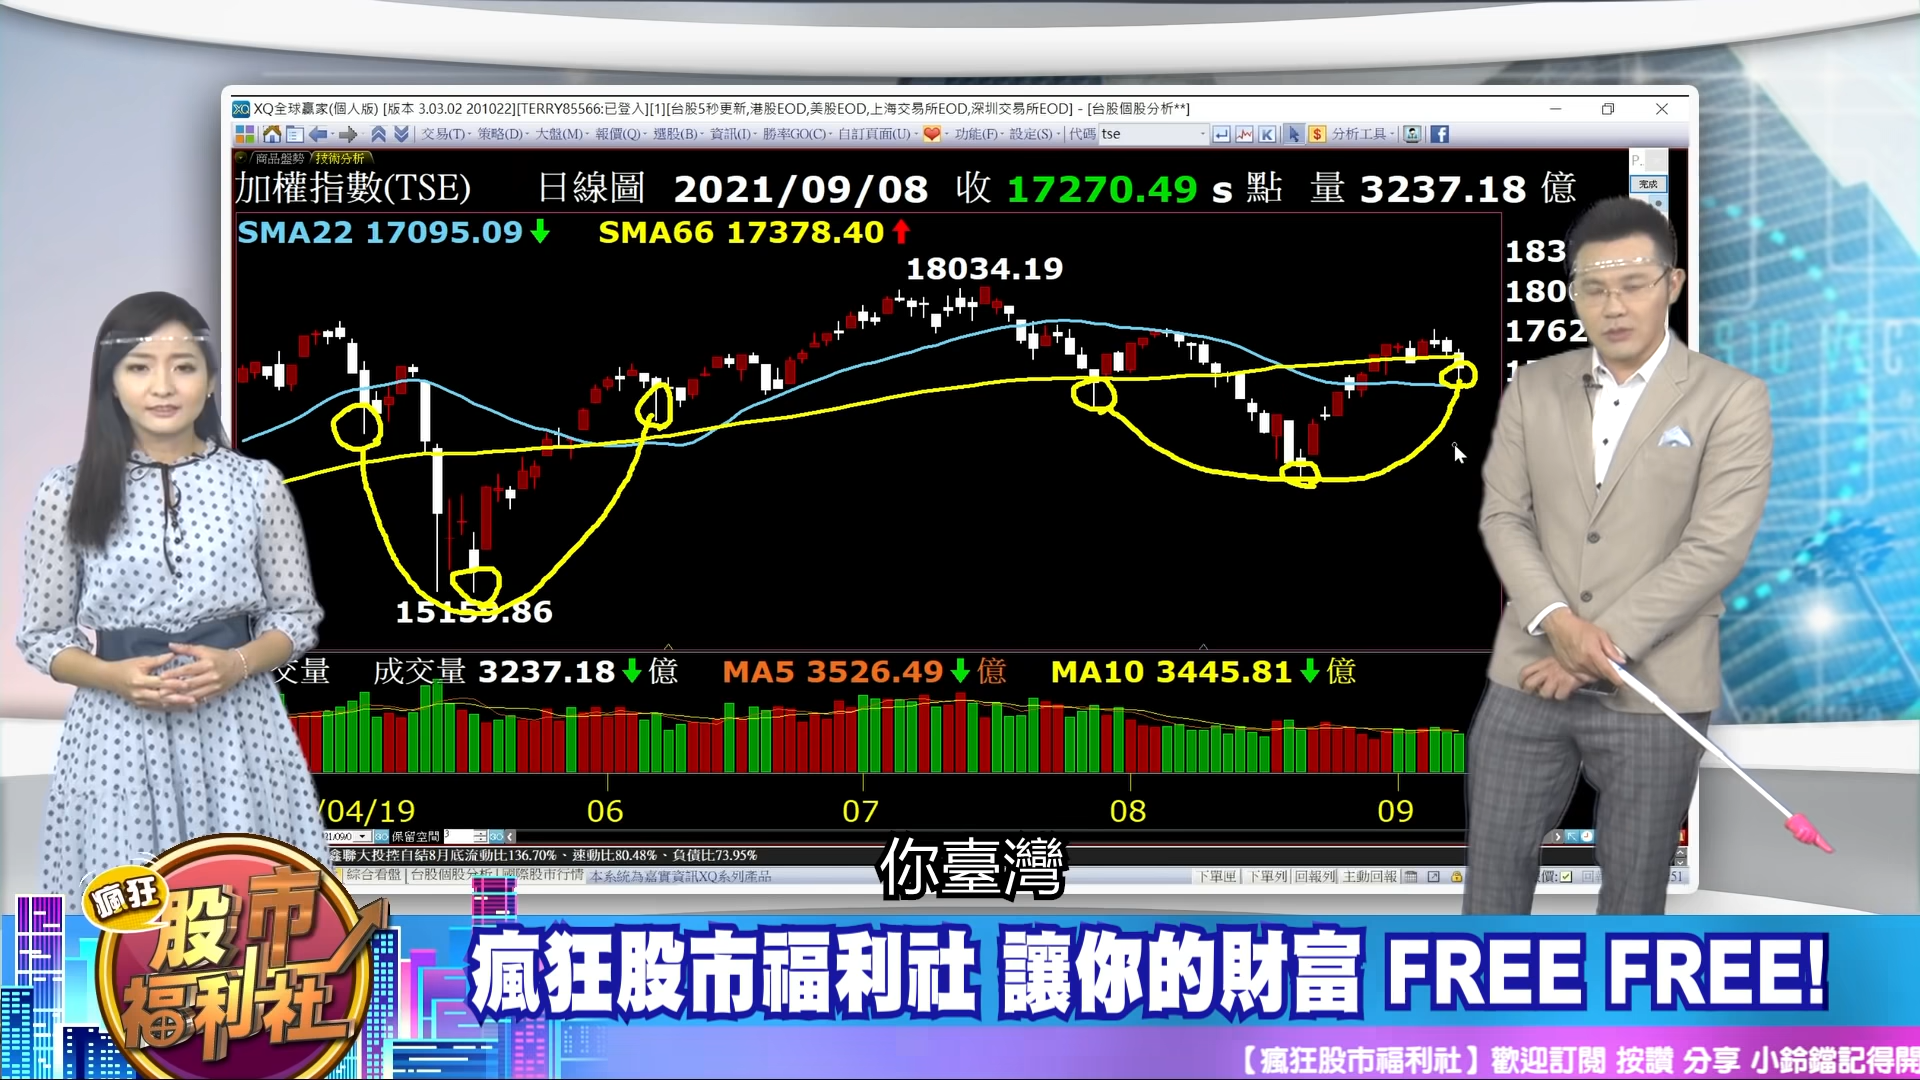 XQ全球贏家(個人版) [版本 3.03.02 201022][TERRY85566:已登入][1][台股5秒更新,港股EOD,美股EOD,上海交易所EOD,深圳交易所EOD] - [台股個股分析**]
交易(T) 策略(D) 大盤(M) 報價(Q) 選股(B) 資訊(I) 勝率GO(C) 自訂頁面(U) 功能(F) 設定(S) 代碼 tse 分析工具
商品盤勢 技術分析
P..
完成
加權指數(TSE) 日線圖 2021/09/08 收 17270.49 s 點 量 3237.18 億
SMA22 17095.09↓ SMA66 17378.40↑
18034.19
183
180
1762
15159.86
交量 成交量 3237.18↓億 MA5 3526.49↓億 MA10 3445.81↓億
/04/19 06 07 08 09
保留空間
鑫聯大投控自結8月底流動比136.70%、速動比80.48%、負債比73.95%
綜合看盤 台股個股分析 國際股市行情 本系統為嘉實資訊XQ系列產品
下單匣 下單列 回報列 主動回報
你臺灣
瘋狂
股市
福利社
瘋狂股市福利社 讓你的財富 FREE FREE!
【瘋狂股市福利社】歡迎訂閱 按讚 分享 小鈴鐺記得開